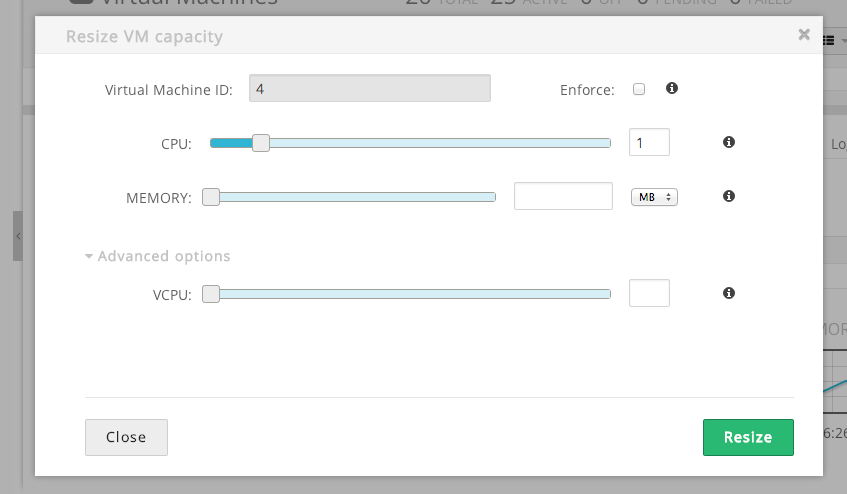 Virtual Machines 26 TOTAL 25 ACTIVE 0 OFF 0 PENDING 0 FAILED
Resize VM capacity
Virtual Machine ID: 4 Enforce:
CPU: 1
Lo
MEMORY: MB
Advanced options
VCPU:
MOR
Close Resize
6:26